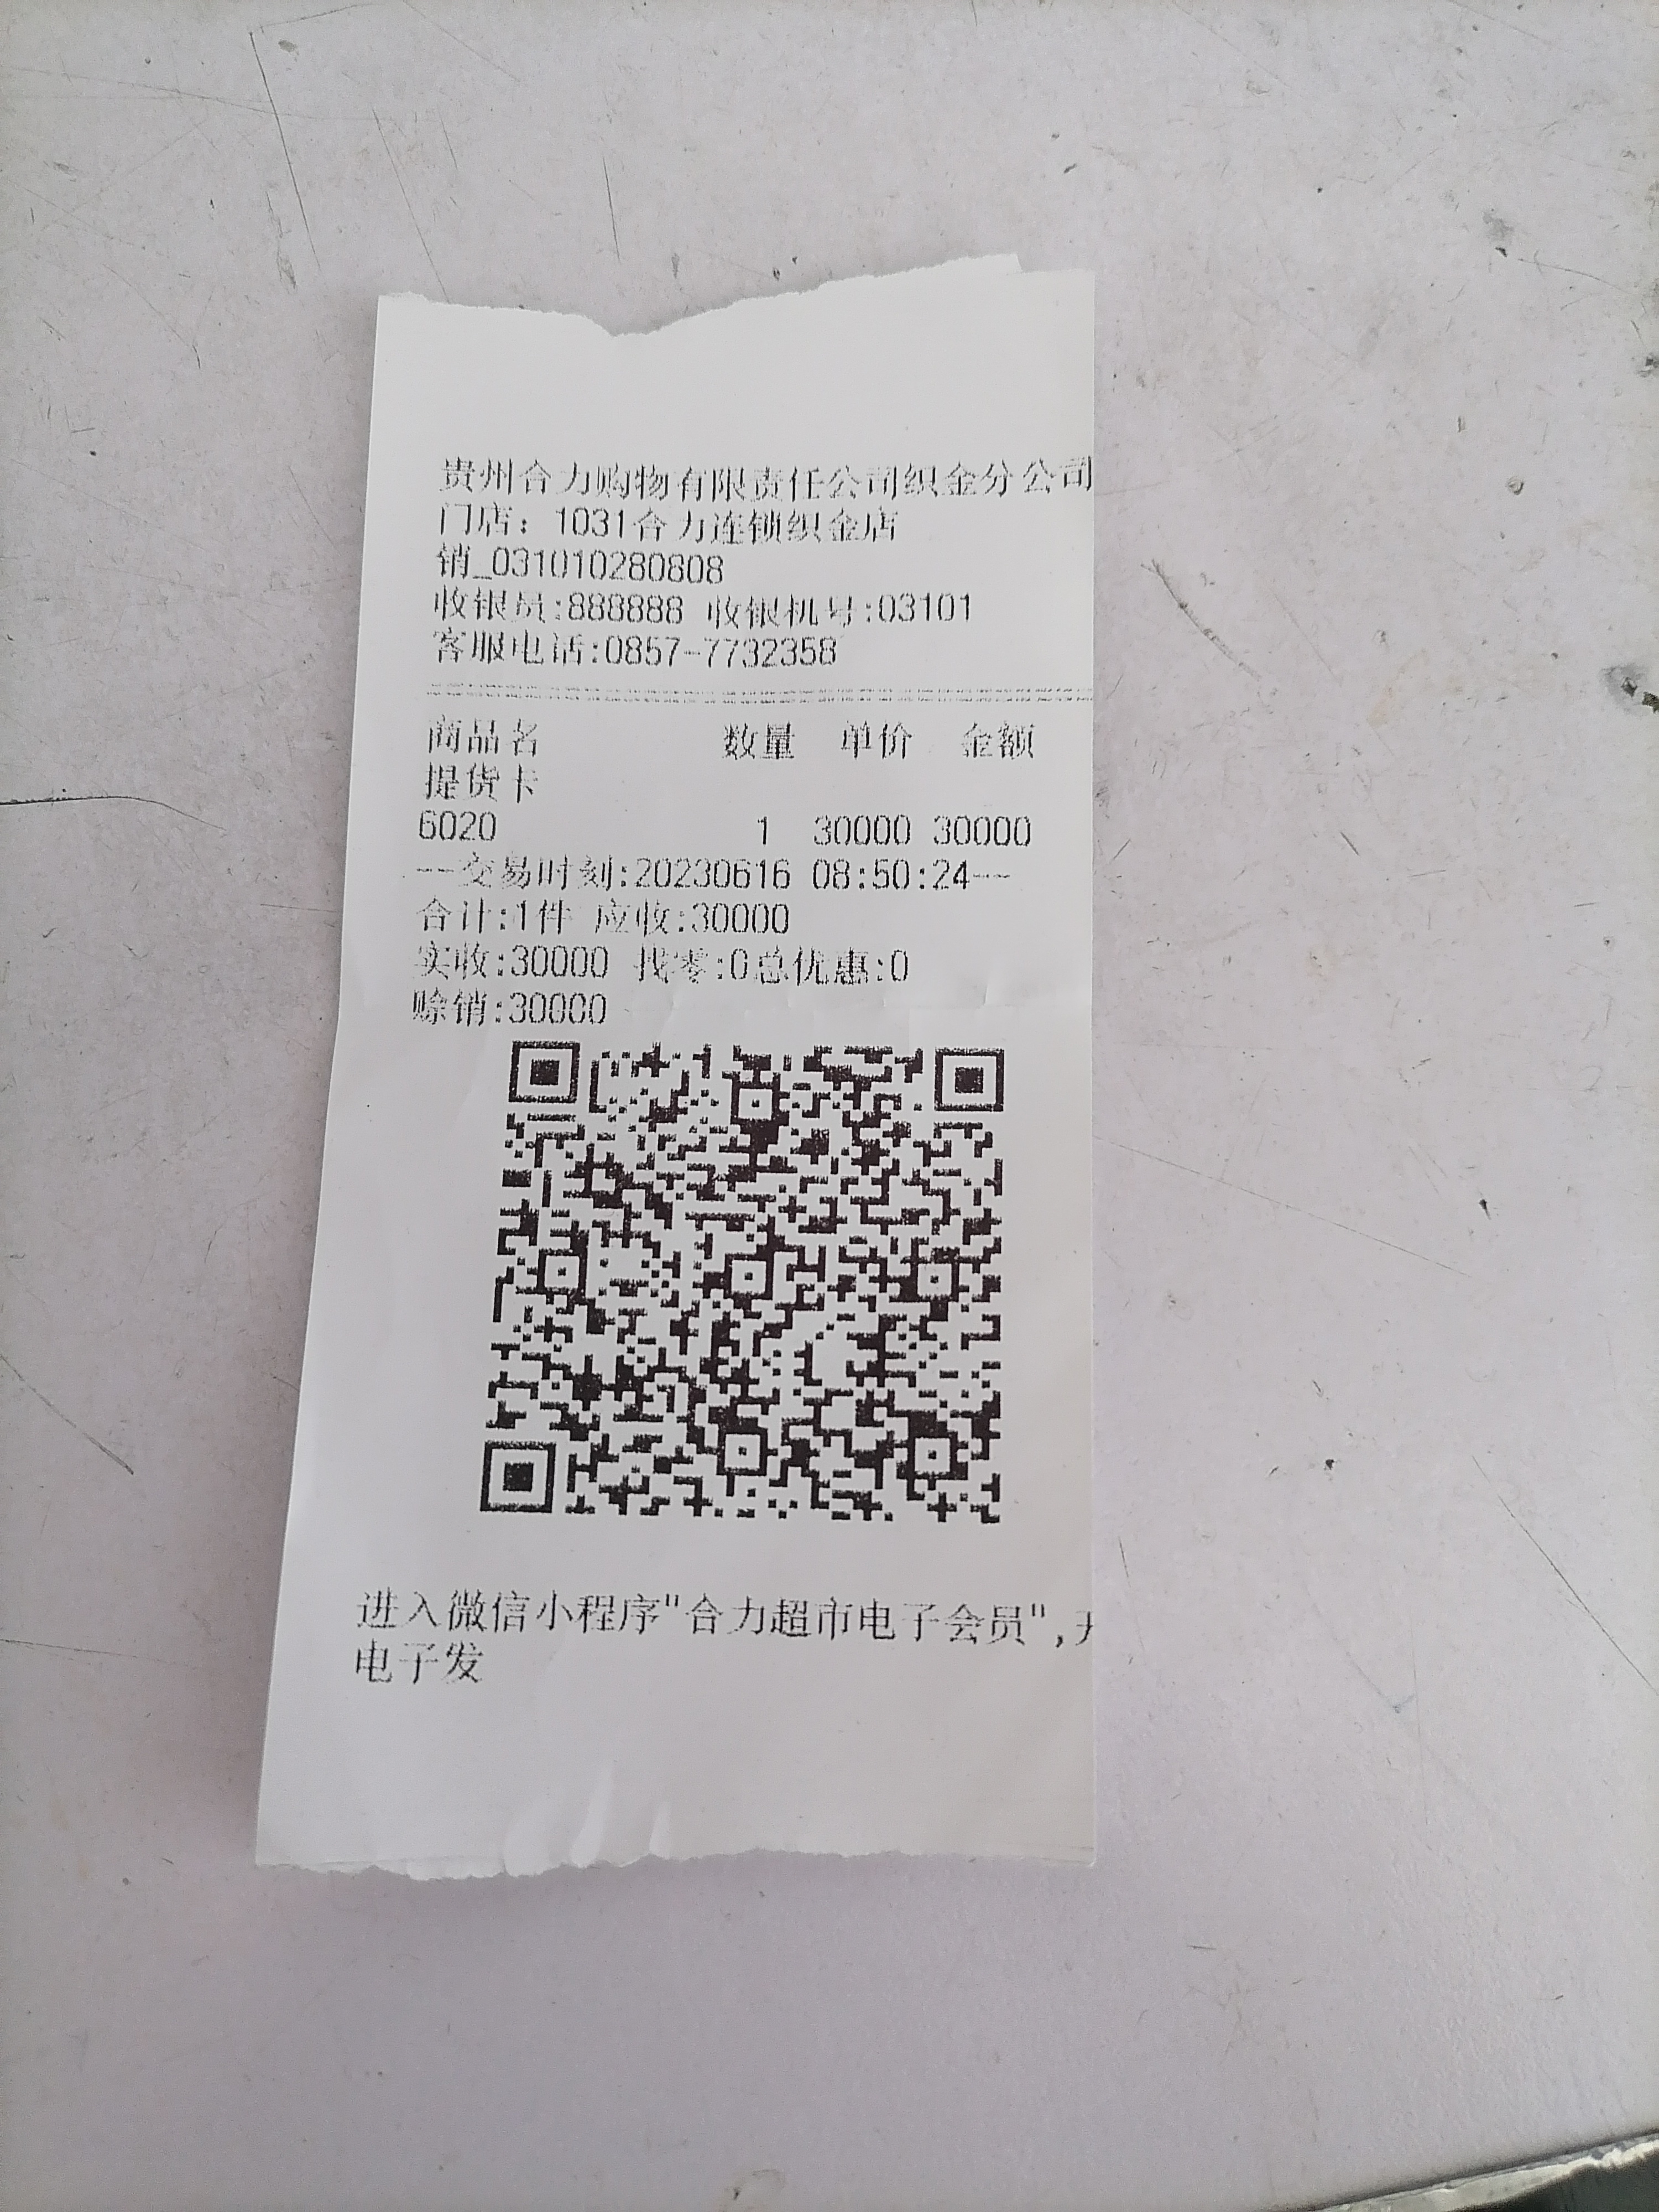 贵州合力购物有限责任公司织金分公司
门店：1031合力连锁织金店
销_031010280808
收银员:888888 收银机号:03101
客服电话:0857-7732358
商品名 数量 单价 金额
提货卡
6020 1 30000 30000
--交易时刻:20230616 08:50:24--
合计:1件 应收:30000
实收:30000 找零:0总优惠:0
赊销:30000
进入微信小程序"合力超市电子会员",
电子发